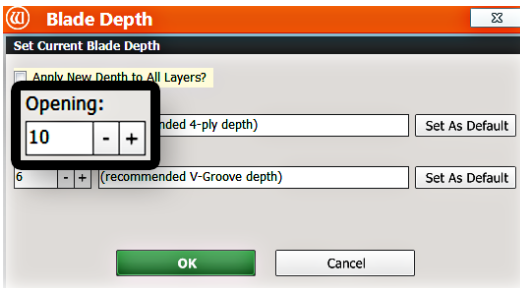 Blade Depth
Set Current Blade Depth
Apply New Depth to All Layers?
Opening:
10 - + nded 4-ply depth) Set As Default
6 - + (recommended V-Groove depth) Set As Default
OK Cancel